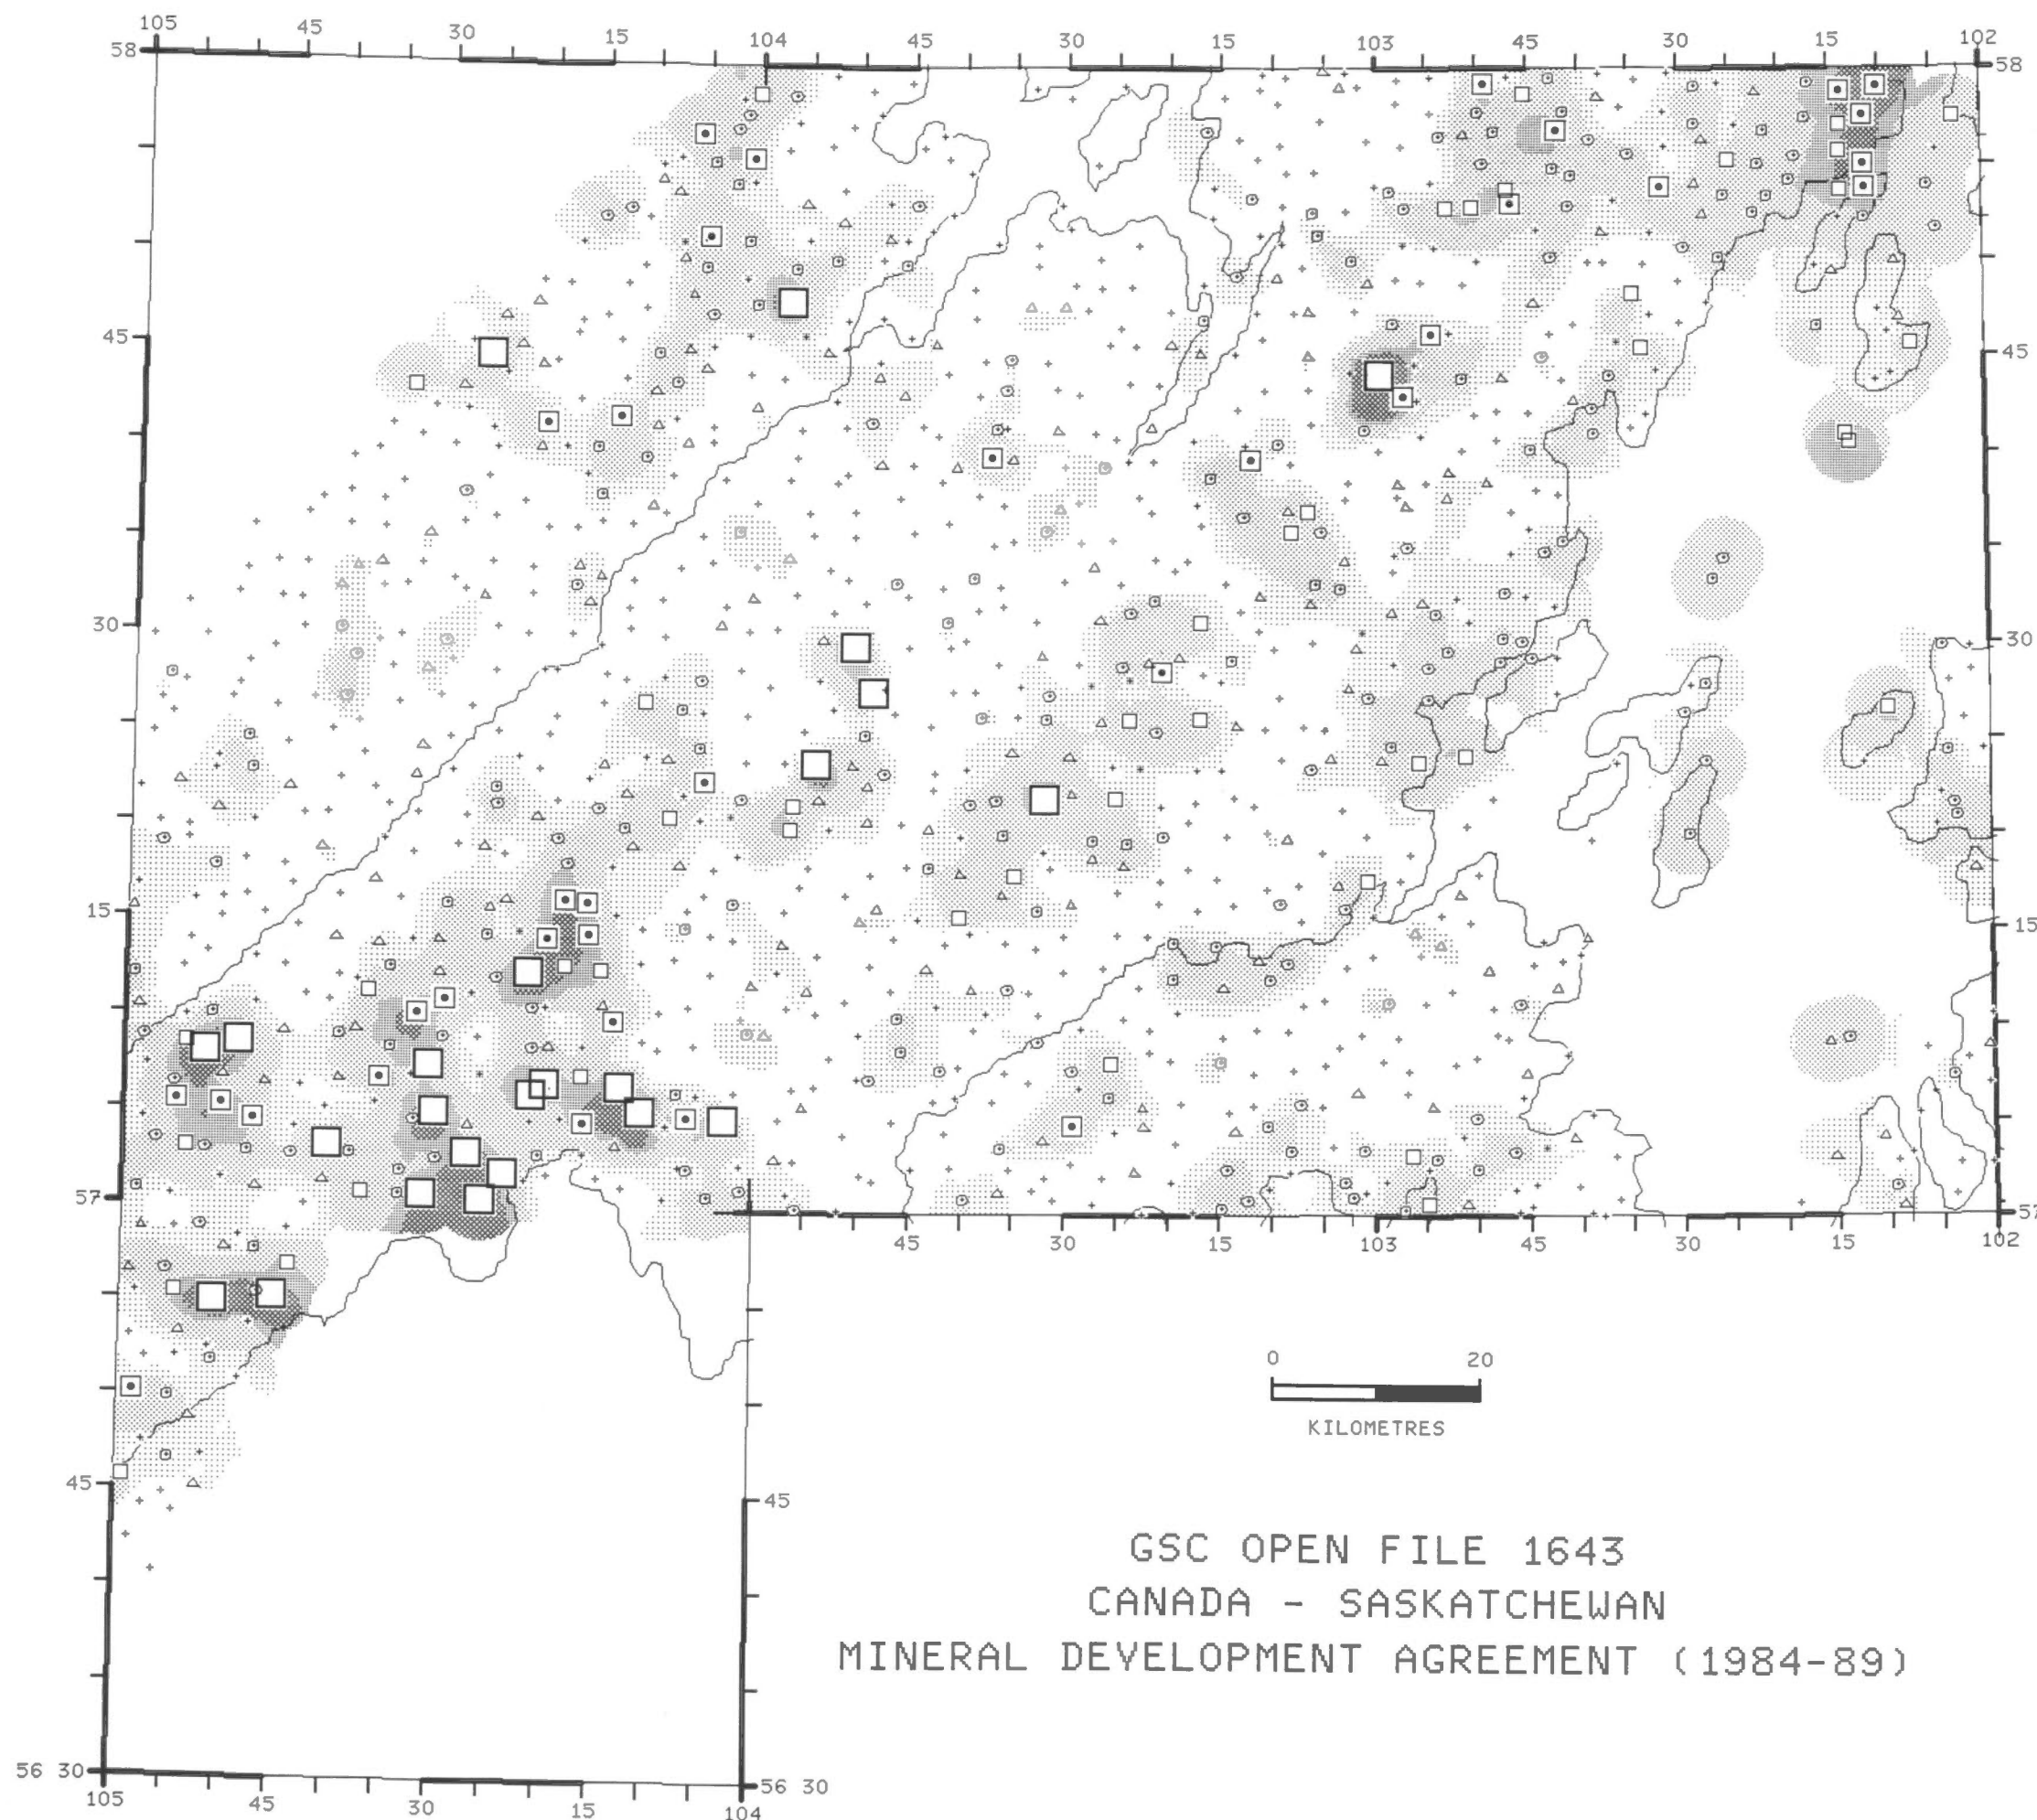 105 45 30 15 104 45 30 15 103 45 30 15 102
58 58
45 45
30 30
15 15
57 57
45 30 15 103 45 30 15 102
0 20
KILOMETRES
45 45
GSC OPEN FILE 1643
CANADA - SASKATCHEWAN
MINERAL DEVELOPMENT AGREEMENT (1984-89)
56 30 56 30
105 45 30 15 104